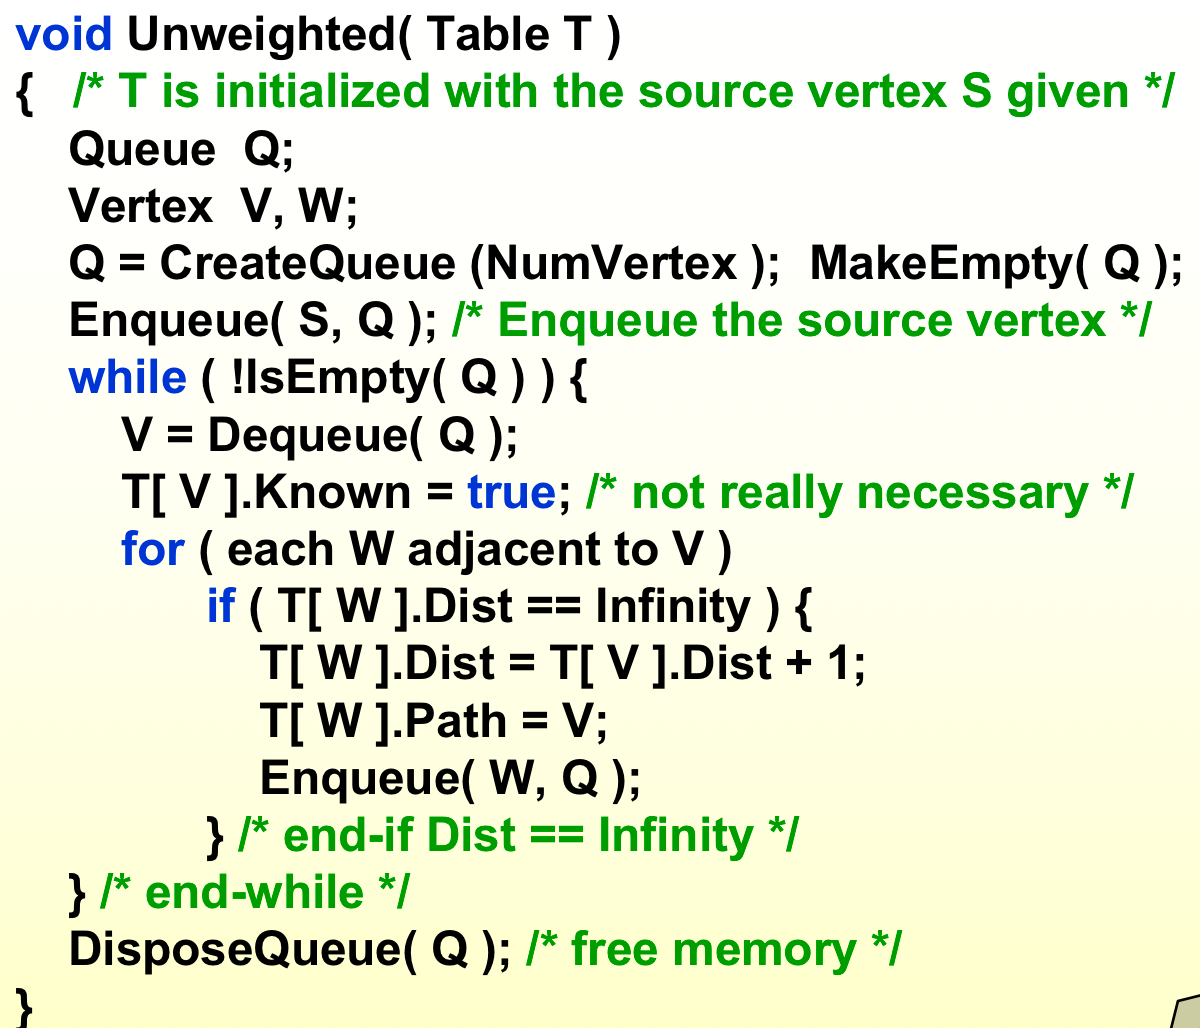 void Unweighted( Table T )
{ /* T is initialized with the source vertex S given */
Queue Q;
Vertex V, W;
Q = CreateQueue (NumVertex ); MakeEmpty( Q );
Enqueue( S, Q ); /* Enqueue the source vertex */
while ( !IsEmpty( Q ) ) {
V = Dequeue( Q );
T[ V ].Known = true; /* not really necessary */
for ( each W adjacent to V )
if ( T[ W ].Dist == Infinity ) {
T[ W ].Dist = T[ V ].Dist + 1;
T[ W ].Path = V;
Enqueue( W, Q );
} /* end-if Dist == Infinity */
} /* end-while */
DisposeQueue( Q ); /* free memory */
}